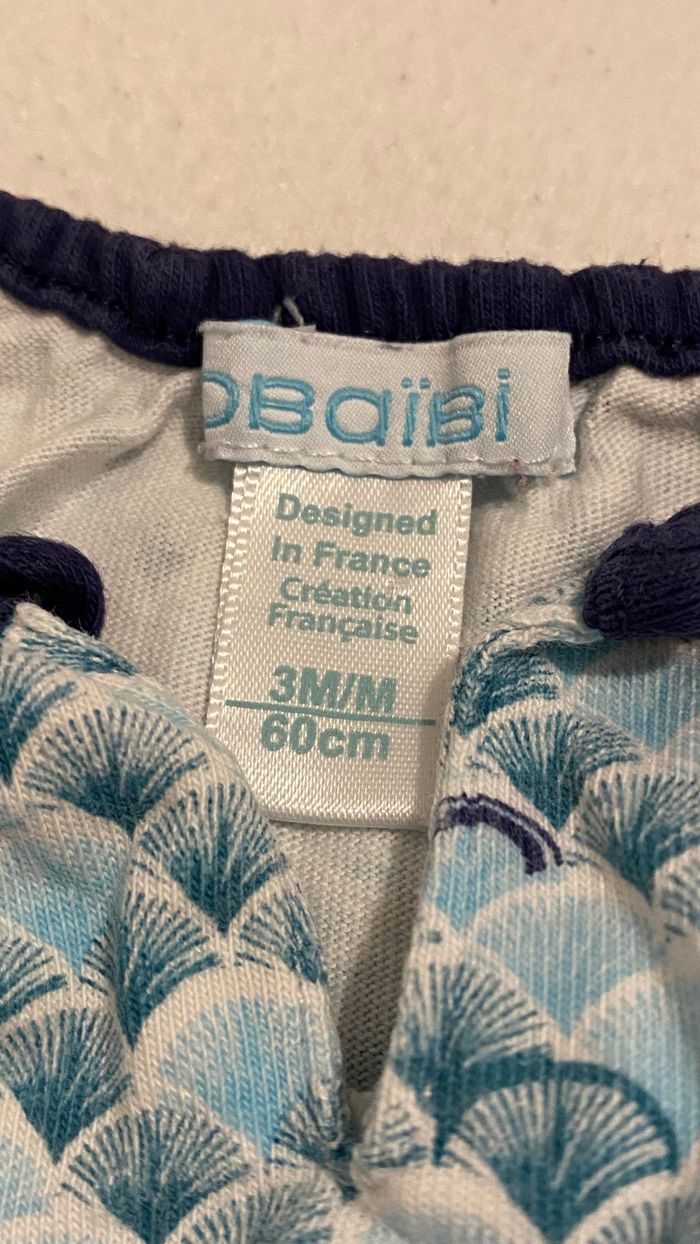 obaïbi
Designed
In France
Création
Française
3M/M
60cm